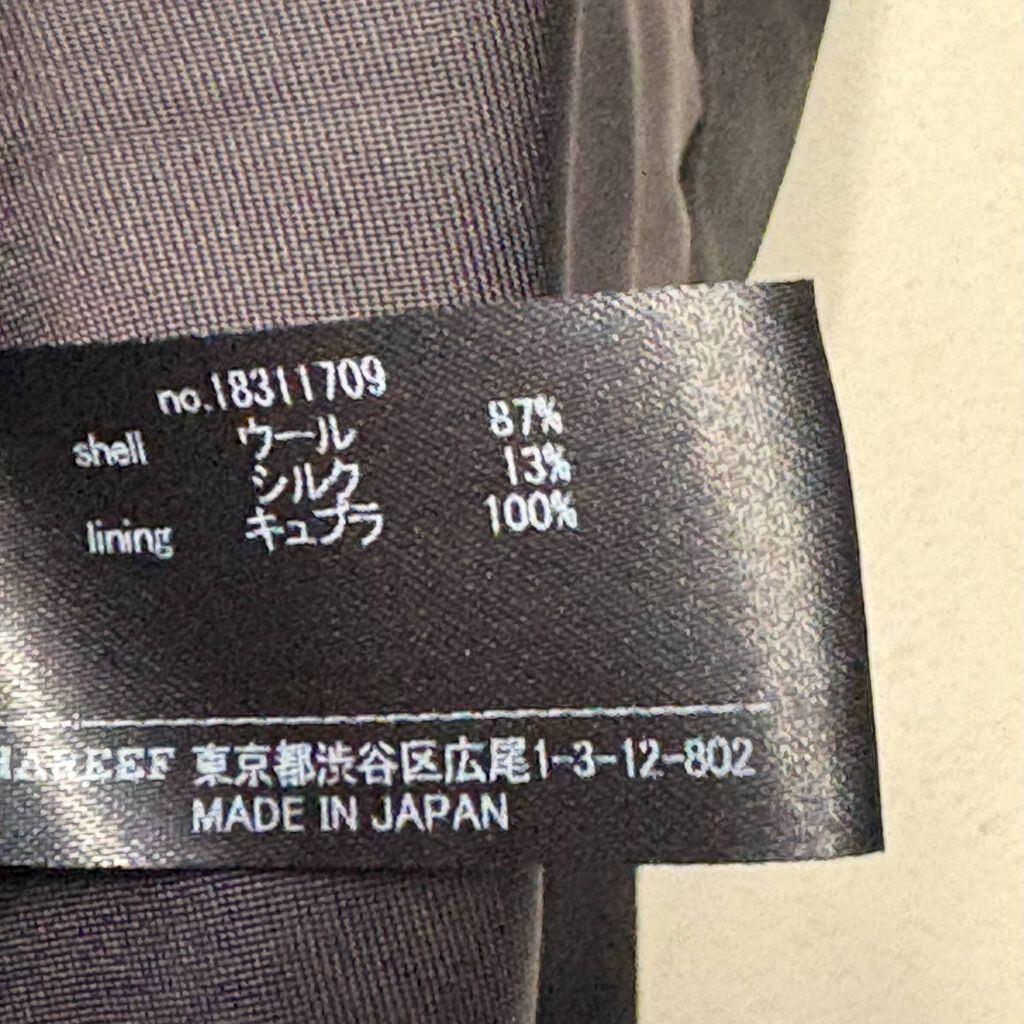 no.18311709
shell ウール 87%
シルク 13%
lining キュプラ 100%
東京都渋谷区広尾1-3-12-802
MADE IN JAPAN